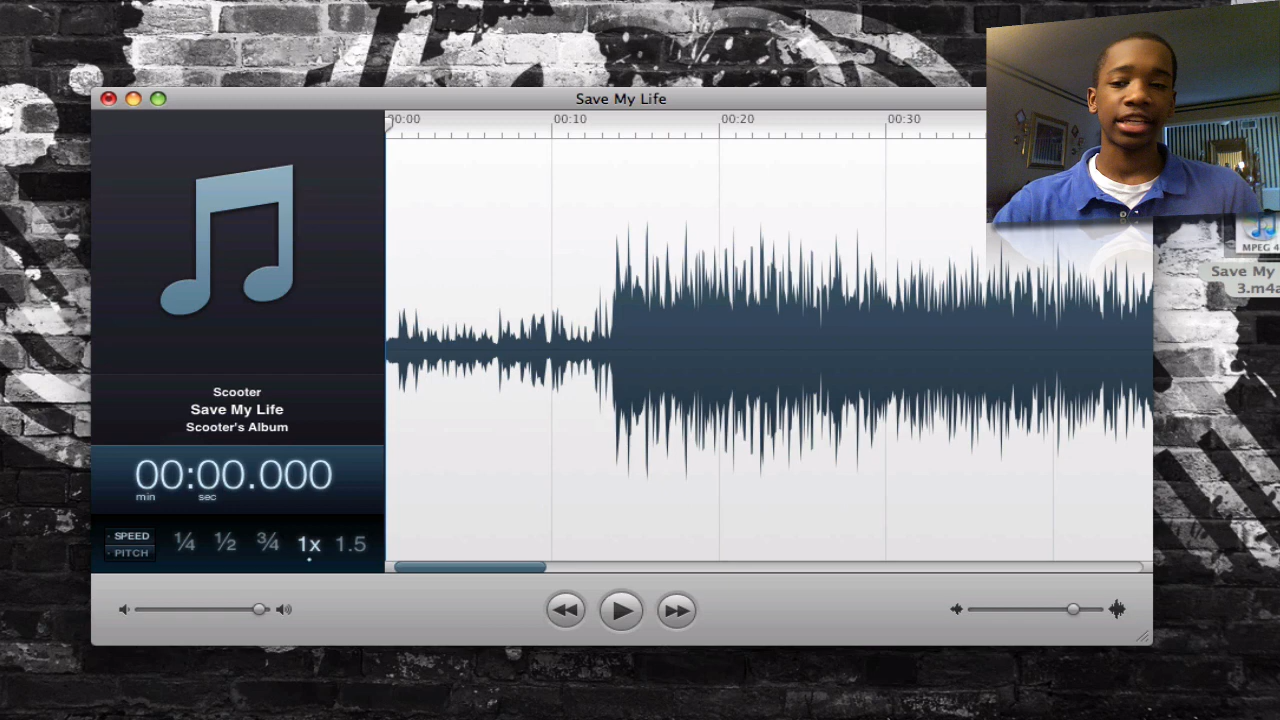 Save My Life
00:00
00:10
00:20
00:30
MPEG 4
Save My
3.m4a
Scooter
Save My Life
Scooter's Album
00:00.000
min
sec
SPEED
PITCH
¼ ½ ¾ 1x 1.5